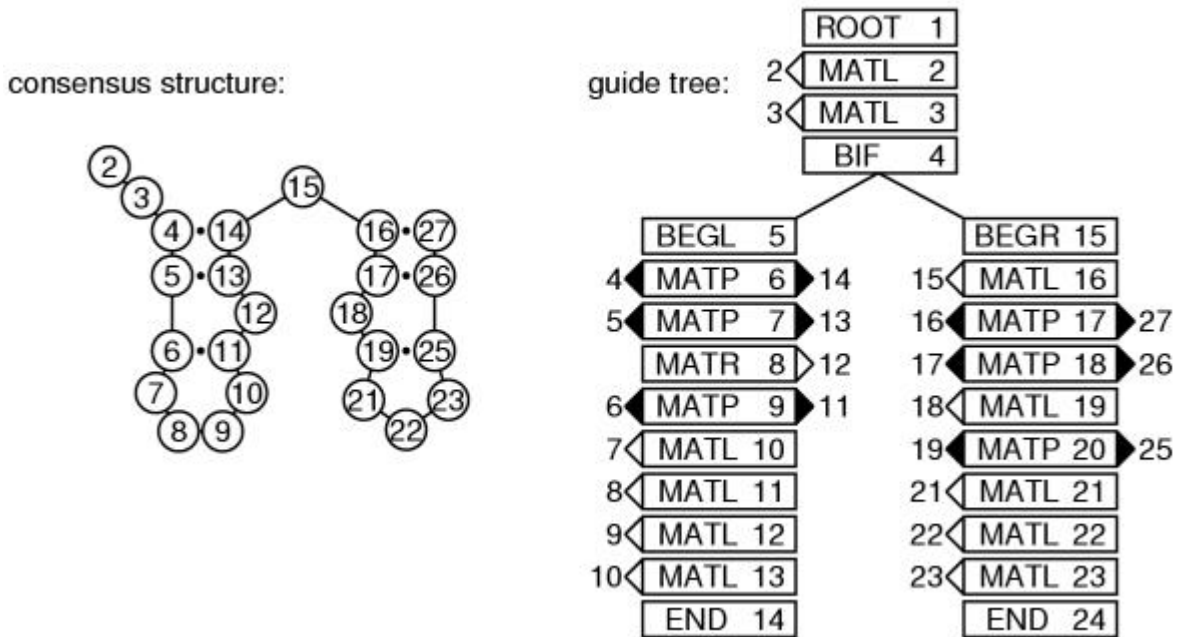 consensus structure:
2
3
4 14
5 13
12
6 11
7 10
8 9
15
16 27
17 26
18
19 25
21 23
22
guide tree:
ROOT 1
2 MATL 2
3 MATL 3
BIF 4
BEGL 5
4 MATP 6 14
5 MATP 7 13
MATR 8 12
6 MATP 9 11
7 MATL 10
8 MATL 11
9 MATL 12
10 MATL 13
END 14
BEGR 15
15 MATL 16
16 MATP 17 27
17 MATP 18 26
18 MATL 19
19 MATP 20 25
21 MATL 21
22 MATL 22
23 MATL 23
END 24